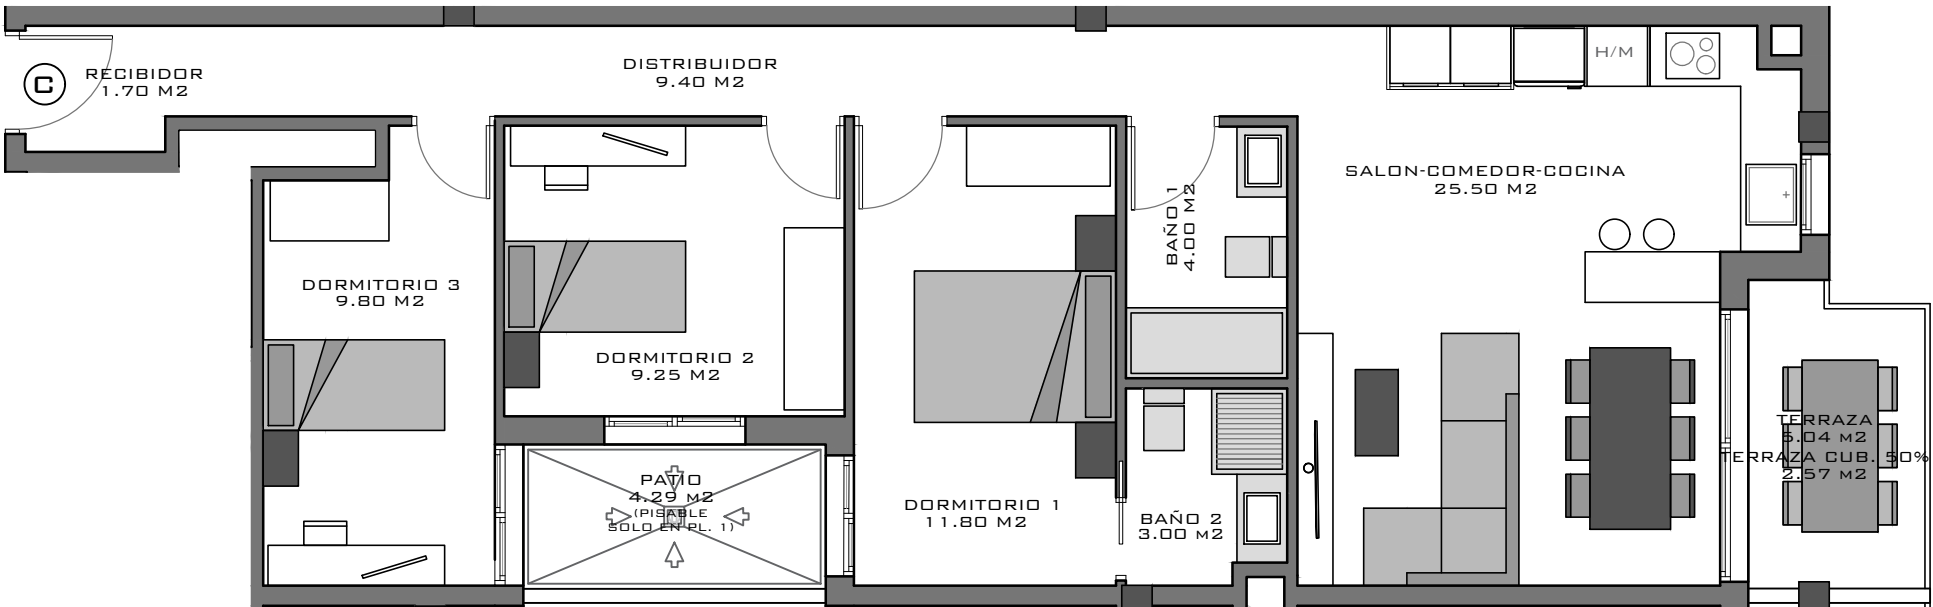 C
RECIBIDOR
1.70 M2
DISTRIBUIDOR
9.40 M2
H/M
SALON-COMEDOR-COCINA
25.50 M2
BAÑO 1
4.00 M2
DORMITORIO 3
9.80 M2
DORMITORIO 2
9.25 M2
PATIO
4.29 M2
(PISABLE
SOLO EN PL. 1)
DORMITORIO 1
11.80 M2
BAÑO 2
3.00 M2
TERRAZA
5.04 M2
TERRAZA CUB. 50%
2.57 M2